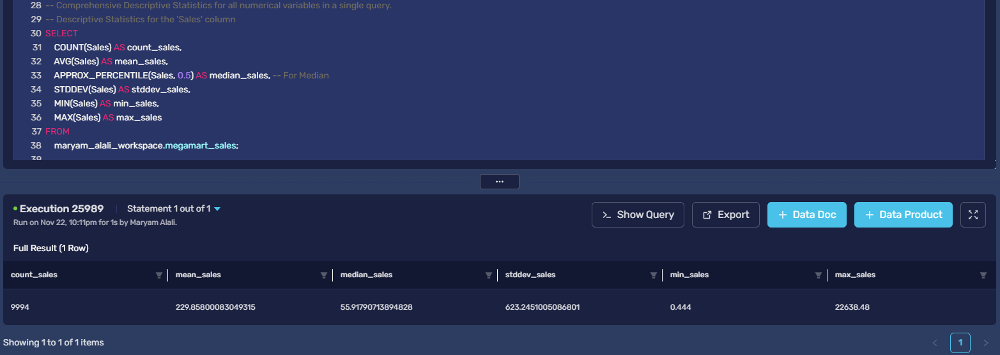 28 -- Comprehensive Descriptive Statistics for all numerical variables in a single query.
29 -- Descriptive Statistics for the 'Sales' column
30 SELECT
31 COUNT(Sales) AS count_sales,
32 AVG(Sales) AS mean_sales,
33 APPROX_PERCENTILE(Sales, 0.5) AS median_sales, -- For Median
34 STDDEV(Sales) AS stddev_sales,
35 MIN(Sales) AS min_sales,
36 MAX(Sales) AS max_sales
37 FROM
38 maryam_alali_workspace.megamart_sales;
39
...
Execution 25989 Statement 1 out of 1
Run on Nov 22, 10:11pm for 1s by Maryam Alali.
Show Query Export + Data Doc + Data Product
Full Result (1 Row)
count_sales mean_sales median_sales stddev_sales min_sales max_sales
9994 229.85800083049315 55.91790713894828 623.2451005086801 0.444 22638.48
Showing 1 to 1 of 1 items < 1 >